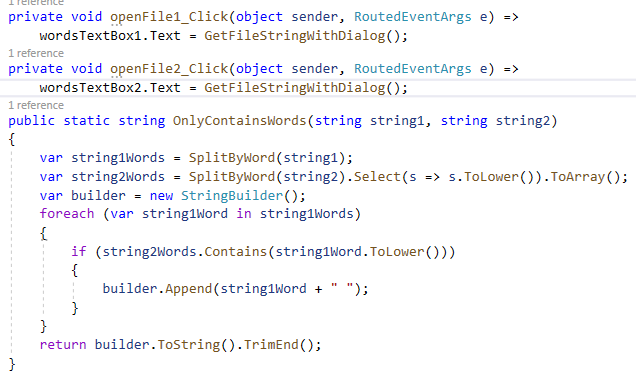 1 reference
private void openFile1_Click(object sender, RoutedEventArgs e) =>
    wordsTextBox1.Text = GetFileStringWithDialog();
1 reference
private void openFile2_Click(object sender, RoutedEventArgs e) =>
    wordsTextBox2.Text = GetFileStringWithDialog();
1 reference
public static string OnlyContainsWords(string string1, string string2)
{
    var string1Words = SplitByWord(string1);
    var string2Words = SplitByWord(string2).Select(s => s.ToLower()).ToArray();
    var builder = new StringBuilder();
    foreach (var string1Word in string1Words)
    {
        if (string2Words.Contains(string1Word.ToLower()))
        {
            builder.Append(string1Word + " ");
        }
    }
    return builder.ToString().TrimEnd();
}